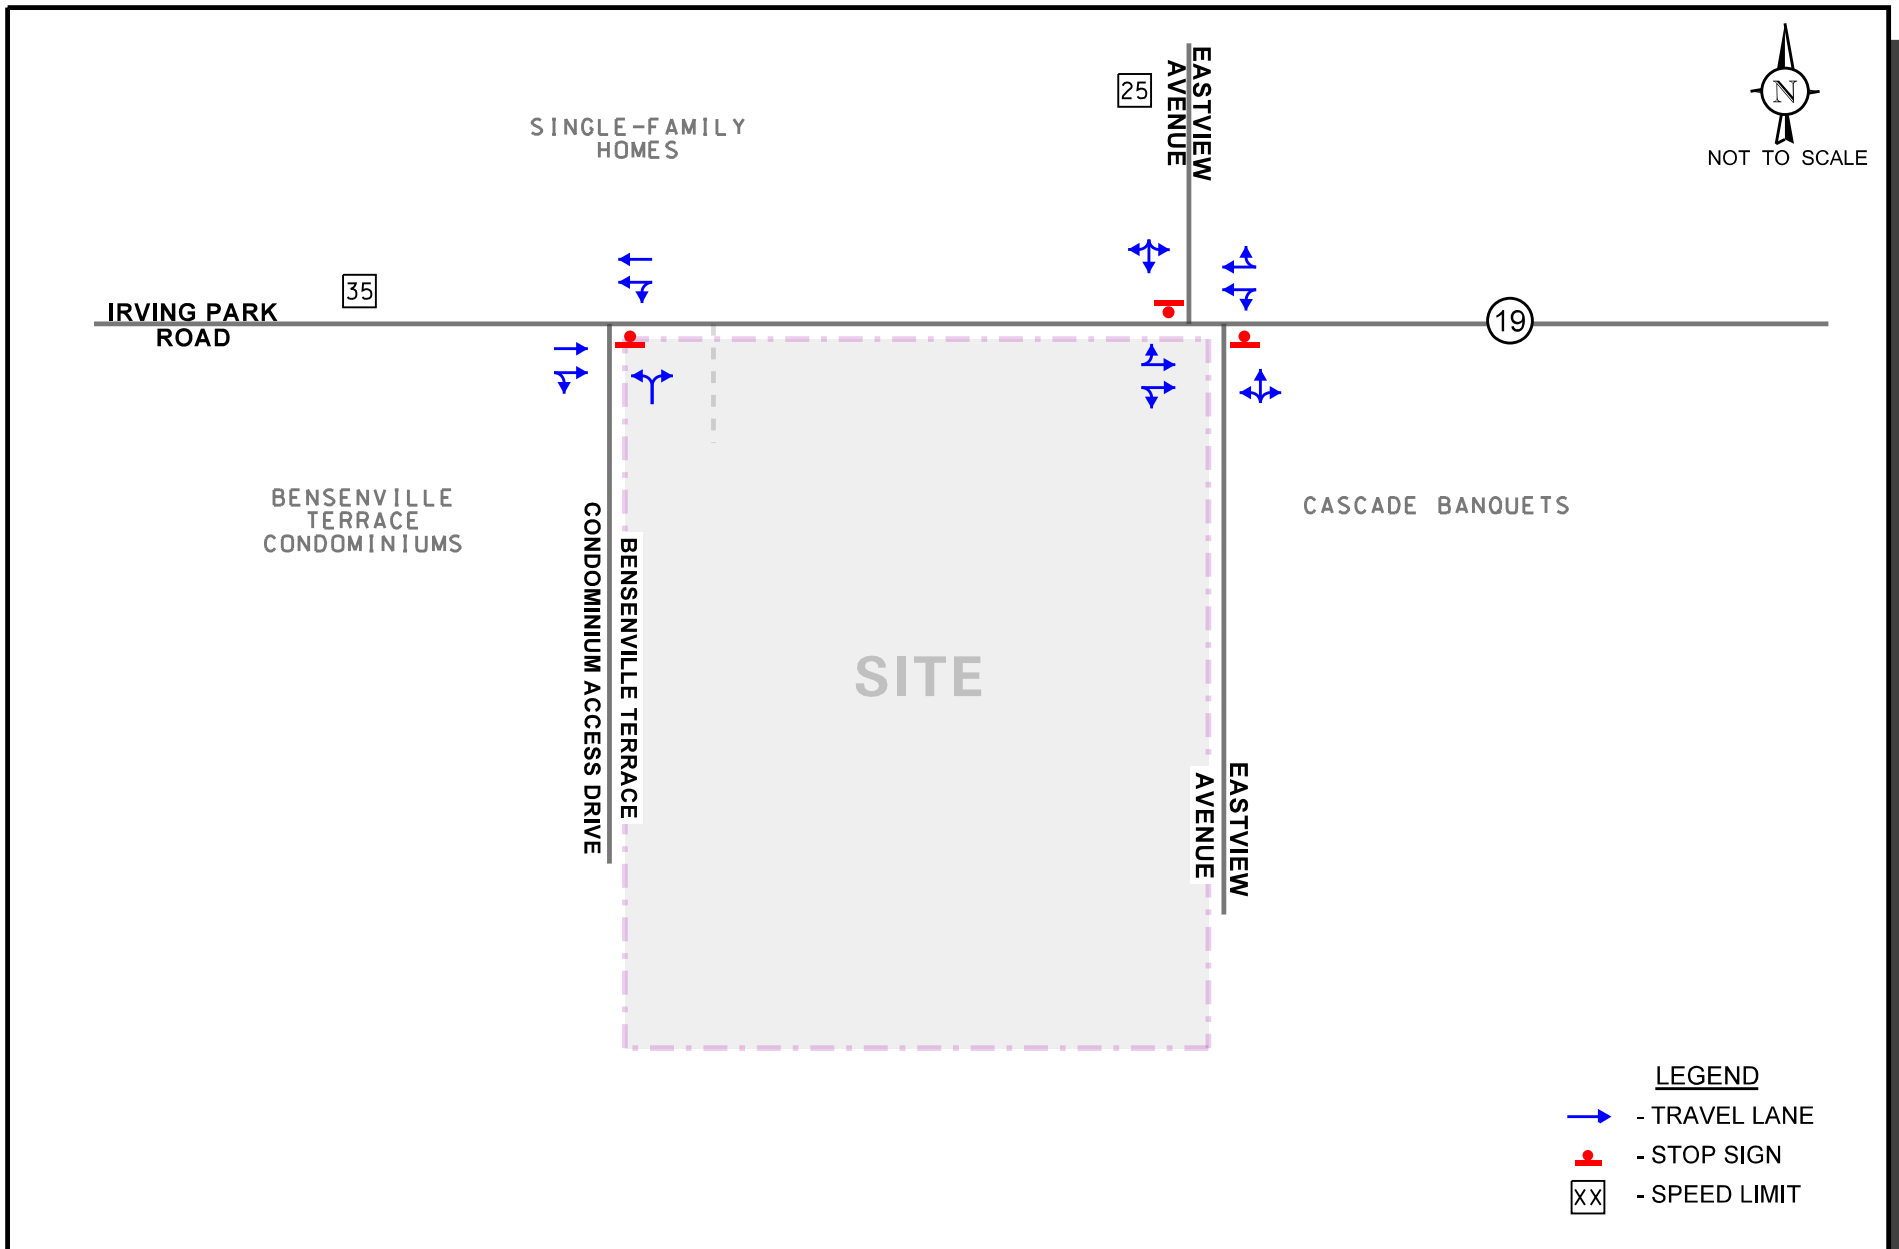 EASTVIEW
AVENUE
25
N
NOT TO SCALE
SINGLE-FAMILY
HOMES
35
IRVING PARK
ROAD
19
BENSENVILLE
TERRACE
CONDOMINIUMS
CASCADE BANQUETS
BENSENVILLE TERRACE
CONDOMINIUM ACCESS DRIVE
SITE
EASTVIEW
AVENUE
LEGEND
- TRAVEL LANE
- STOP SIGN
XX - SPEED LIMIT